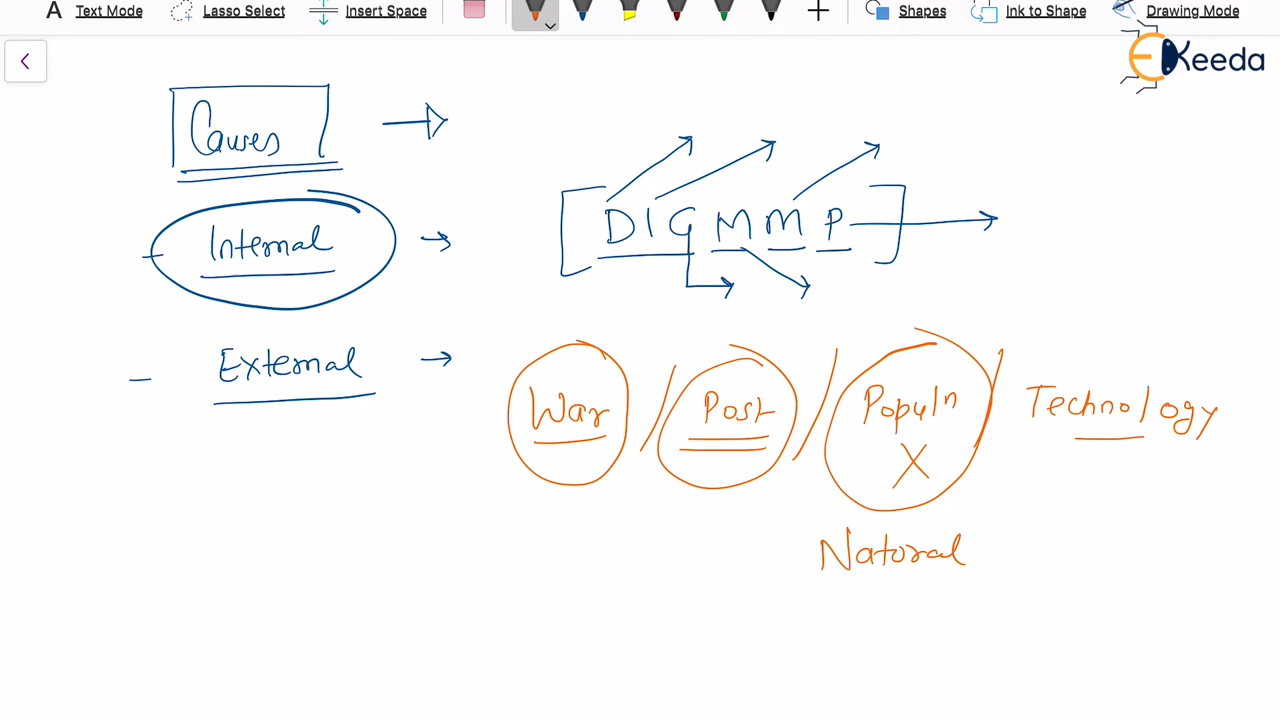 A Text Mode Lasso Select Insert Space Shapes Ink to Shape Drawing Mode
EKeeda
Causes
Internal
[DIGMMP]
External
War / Post / Populn / Technology
X
Natural